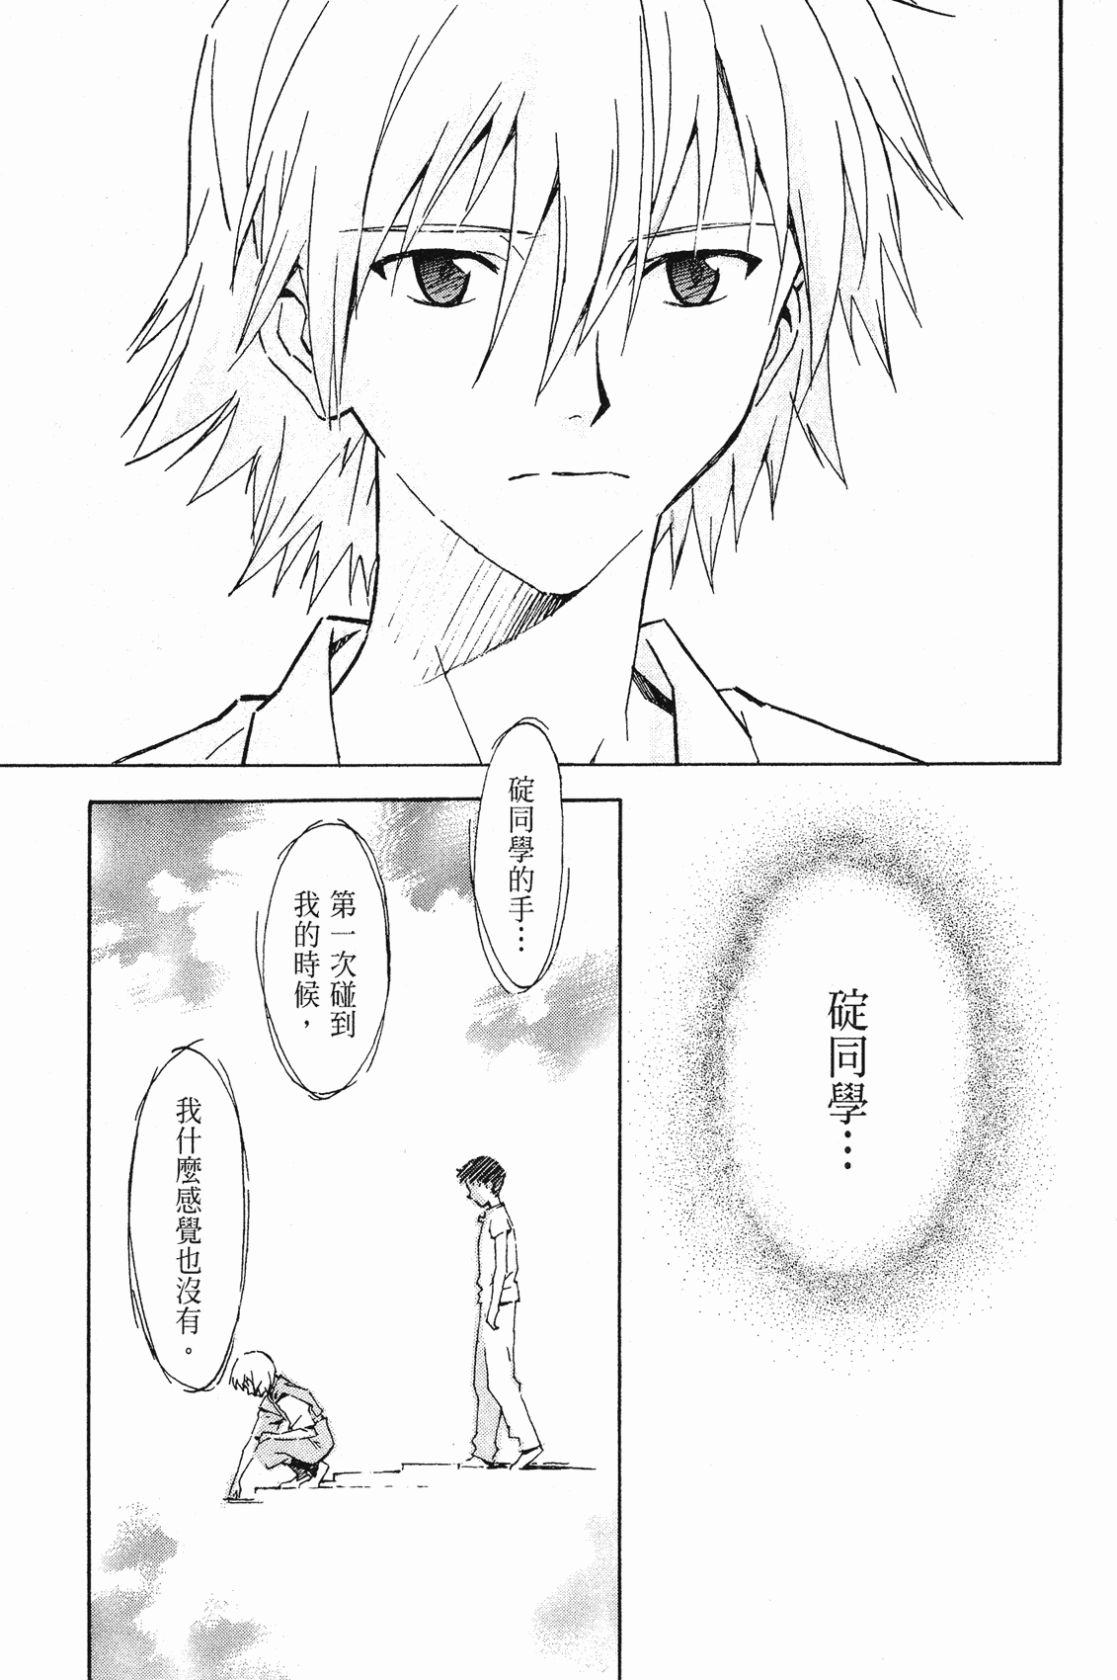 碇同學…
碇同學的手…
第一次碰到
我的時候，
我什麼感覺也沒有。